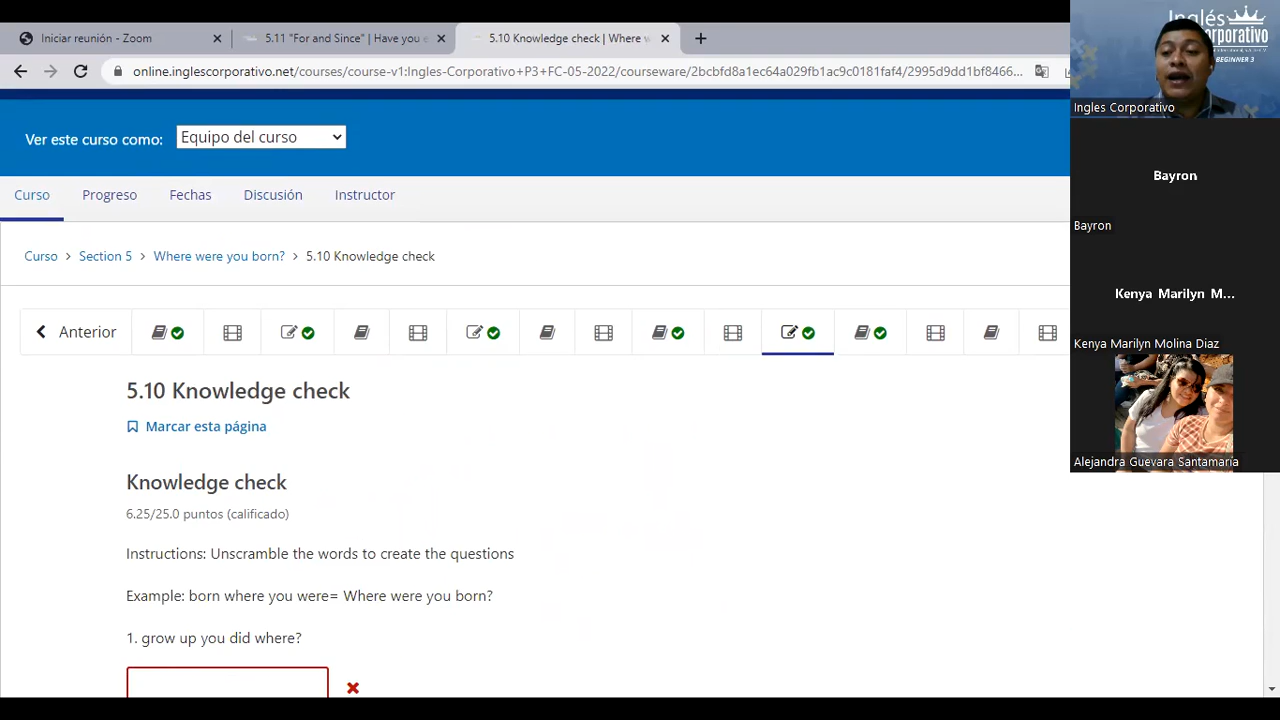 Iniciar reunión - Zoom
5.11 "For and Since" | Have you e
5.10 Knowledge check | Where w
online.inglescorporativo.net/courses/course-v1:Ingles-Corporativo+P3+FC-05-2022/courseware/2bcbfd8a1ec64a029fb1ac9c0181faf4/2995d9dd1bf8466...
Ver este curso como:
Equipo del curso
Curso
Progreso
Fechas
Discusión
Instructor
Curso > Section 5 > Where were you born? > 5.10 Knowledge check
Anterior
5.10 Knowledge check
Marcar esta página
Knowledge check
6.25/25.0 puntos (calificado)
Instructions: Unscramble the words to create the questions
Example: born where you were= Where were you born?
1. grow up you did where?
Inglés
BEGINNER 3
Ingles Corporativo
Bayron
Bayron
Kenya Marilyn M...
Kenya Marilyn Molina Diaz
Alejandra Guevara Santamaría